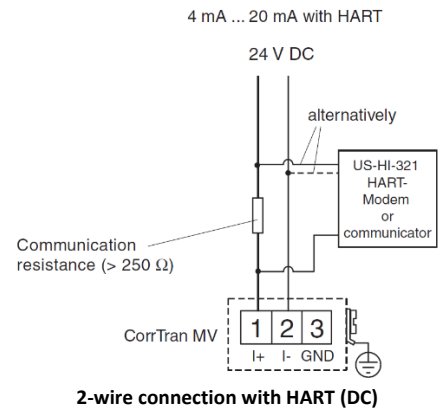 4 mA ... 20 mA with HART
24 V DC
alternatively
US-HI-321
HART-
Modem
or
communicator
Communication
resistance (> 250 Ω)
CorrTran MV
1 2 3
I+ I- GND
2-wire connection with HART (DC)